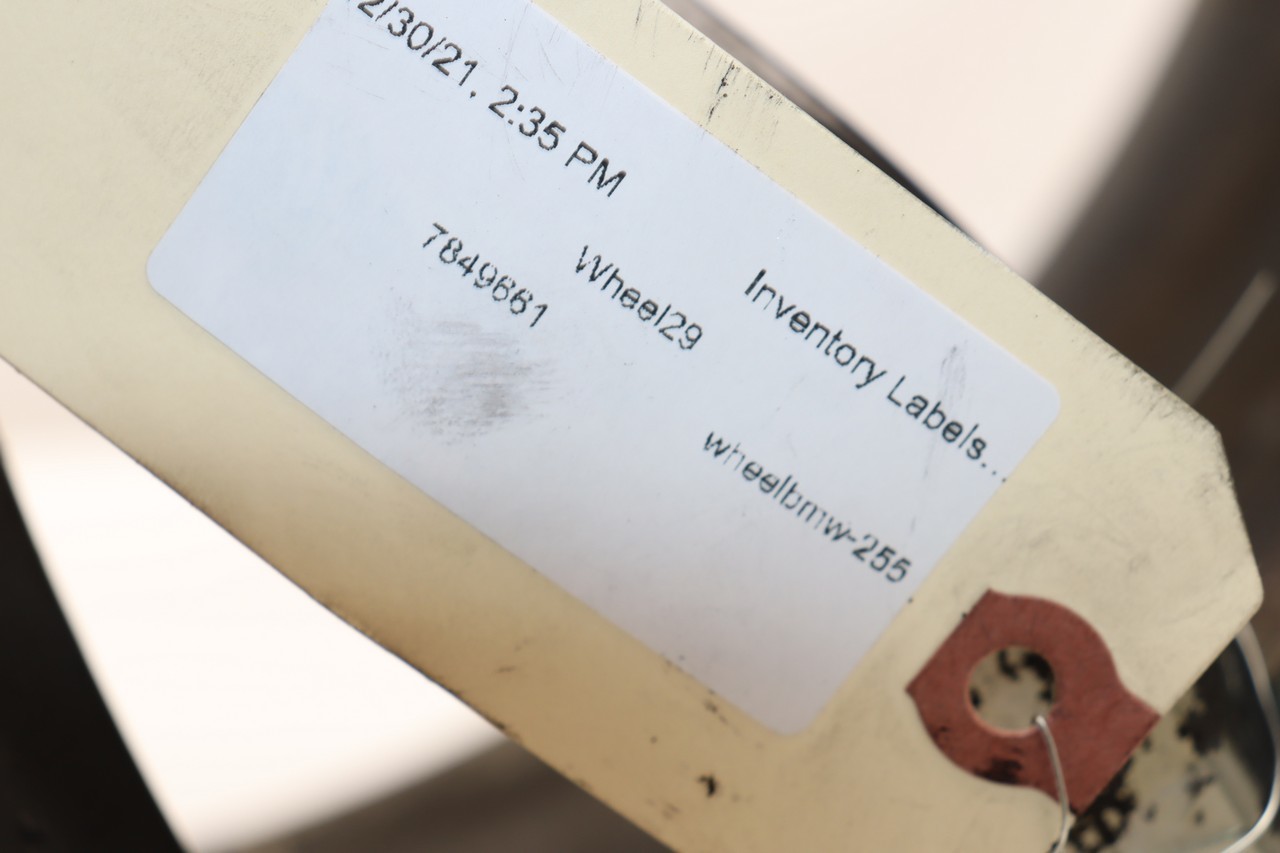 2/30/21, 2:35 PM
Inventory Labels...
Wheel29
wheelbmw-255
7849661